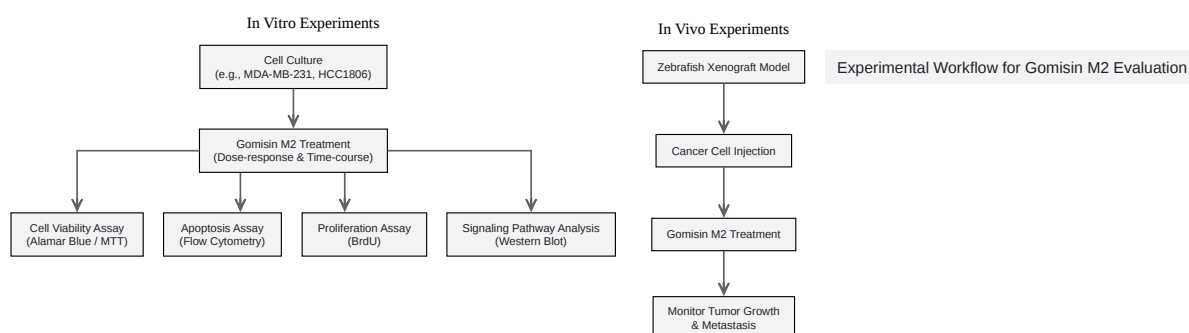 In Vitro Experiments
Cell Culture
(e.g., MDA-MB-231, HCC1806)
Gomisin M2 Treatment
(Dose-response & Time-course)
Cell Viability Assay
(Alamar Blue / MTT)
Apoptosis Assay
(Flow Cytometry)
Proliferation Assay
(BrdU)
Signaling Pathway Analysis
(Western Blot)
In Vivo Experiments
Zebrafish Xenograft Model
Cancer Cell Injection
Gomisin M2 Treatment
Monitor Tumor Growth
& Metastasis
Experimental Workflow for Gomisin M2 Evaluation